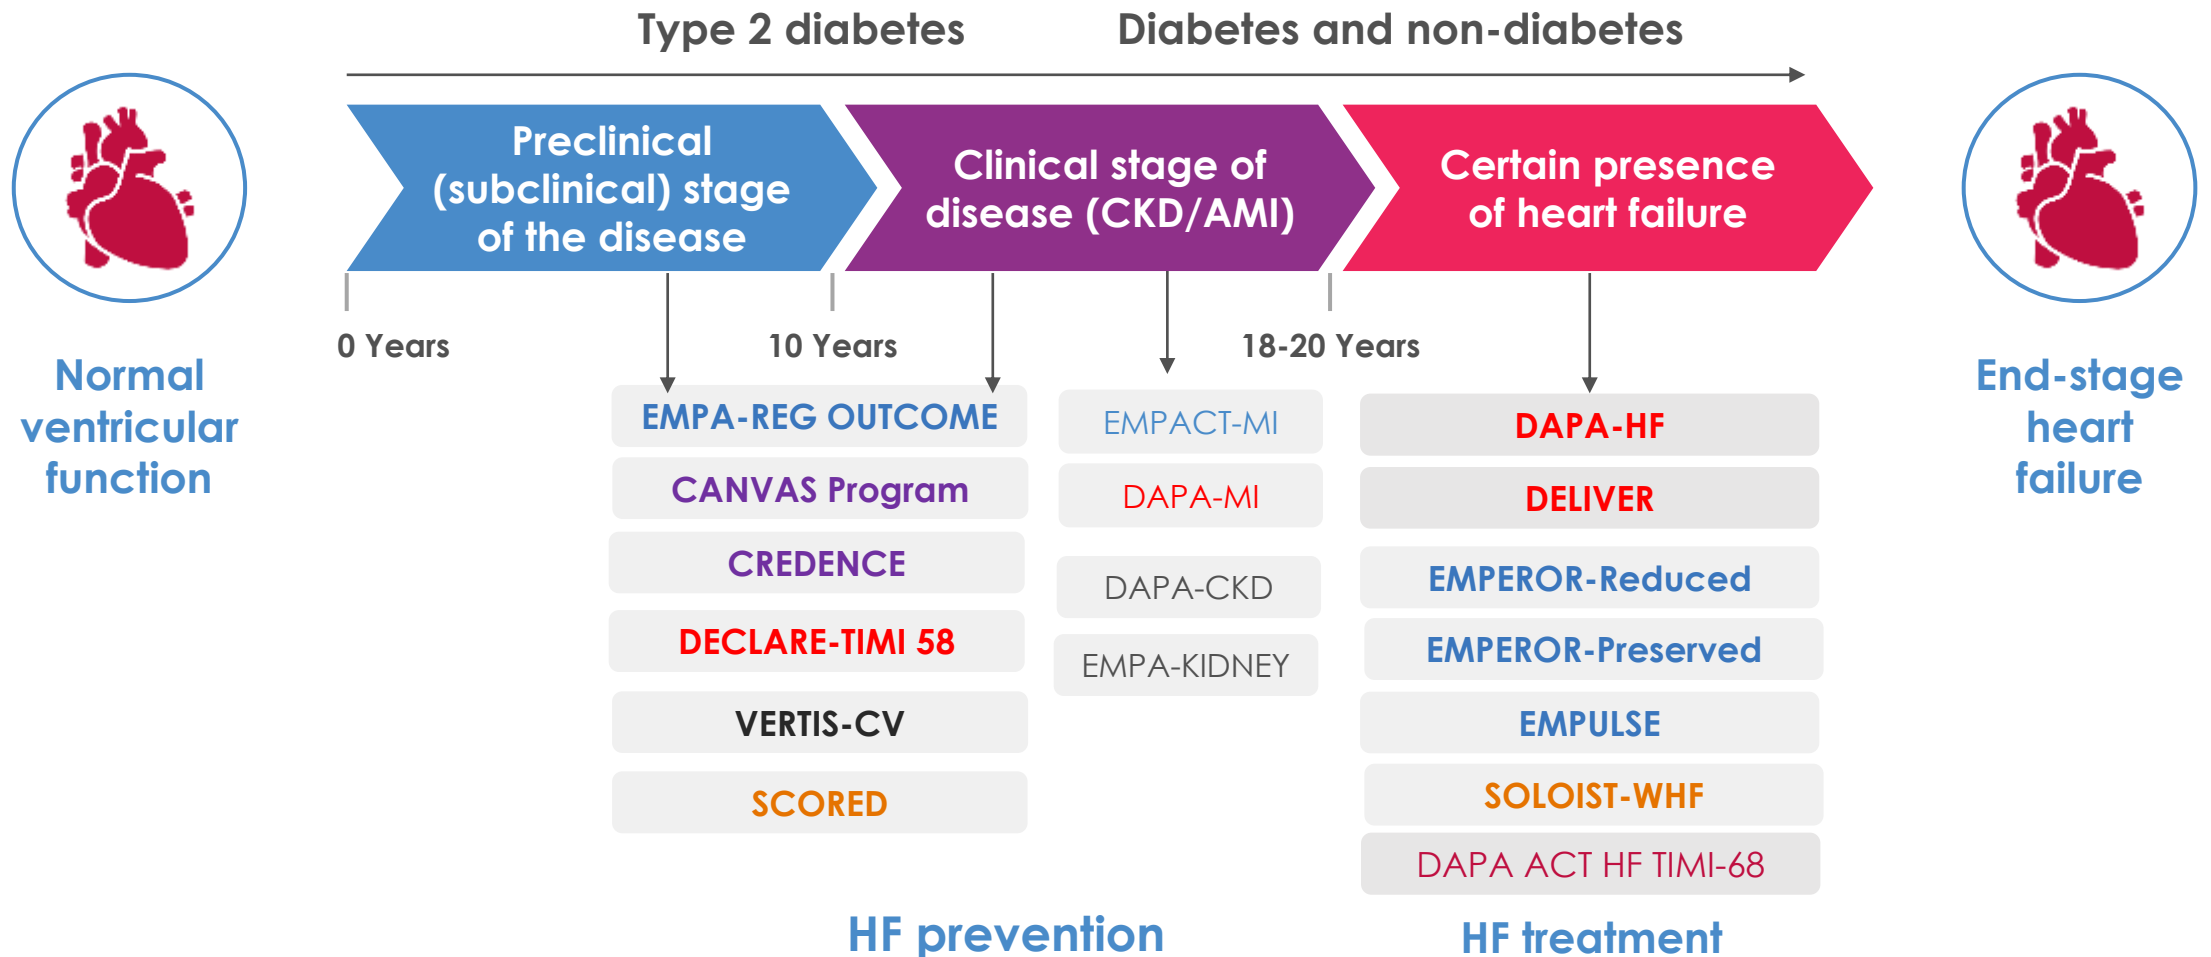 Type 2 diabetes
Diabetes and non-diabetes
Preclinical
(subclinical) stage
of the disease
Clinical stage of
disease (CKD/AMI)
Certain presence
of heart failure
0 Years
10 Years
18-20 Years
Normal
ventricular
function
End-stage
heart
failure
EMPA-REG OUTCOME
CANVAS Program
CREDENCE
DECLARE-TIMI 58
VERTIS-CV
SCORED
EMPACT-MI
DAPA-MI
DAPA-CKD
EMPA-KIDNEY
DAPA-HF
DELIVER
EMPEROR-Reduced
EMPEROR-Preserved
EMPULSE
SOLOIST-WHF
DAPA ACT HF TIMI-68
HF prevention
HF treatment